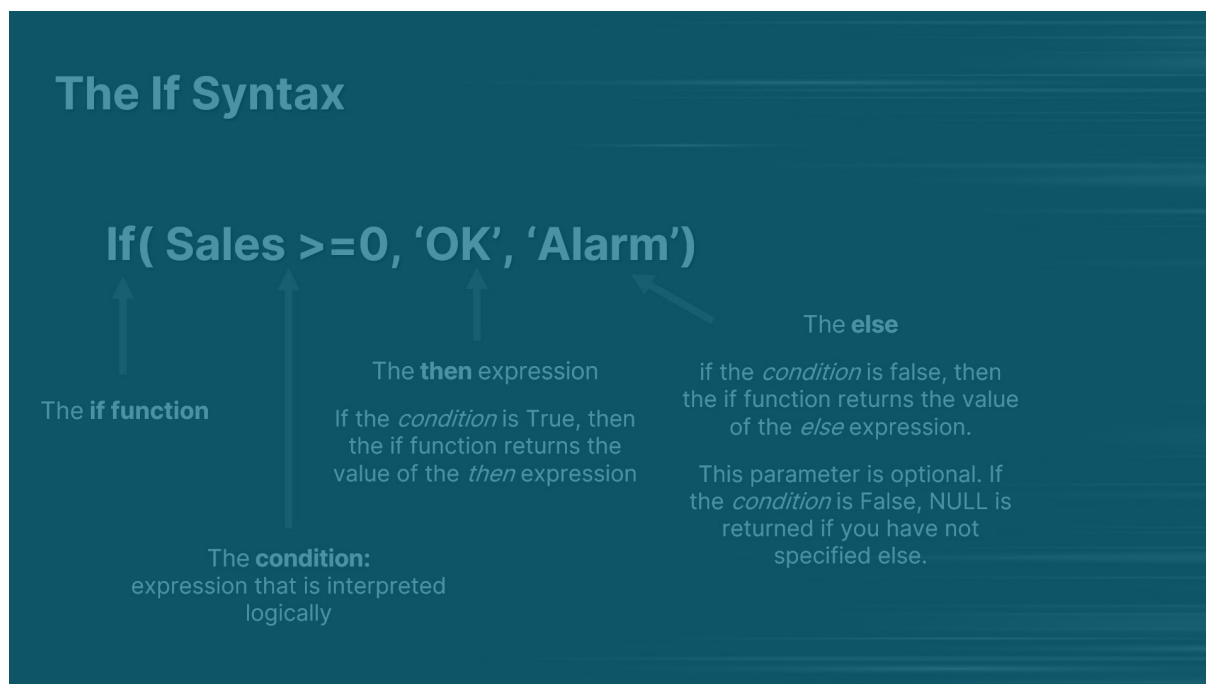 The If Syntax
If( Sales >=0, ‘OK’, ‘Alarm’)
The if function
The condition:
expression that is interpreted
logically
The then expression
If the condition is True, then
the if function returns the
value of the then expression
The else
if the condition is false, then
the if function returns the value
of the else expression.
This parameter is optional. If
the condition is False, NULL is
returned if you have not
specified else.